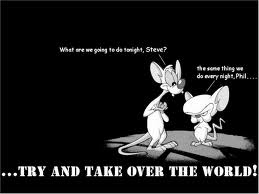 What are we going to do tonight, Steve?
the same thing we
do every night, Phil....
...TRY AND TAKE OVER THE WORLD!